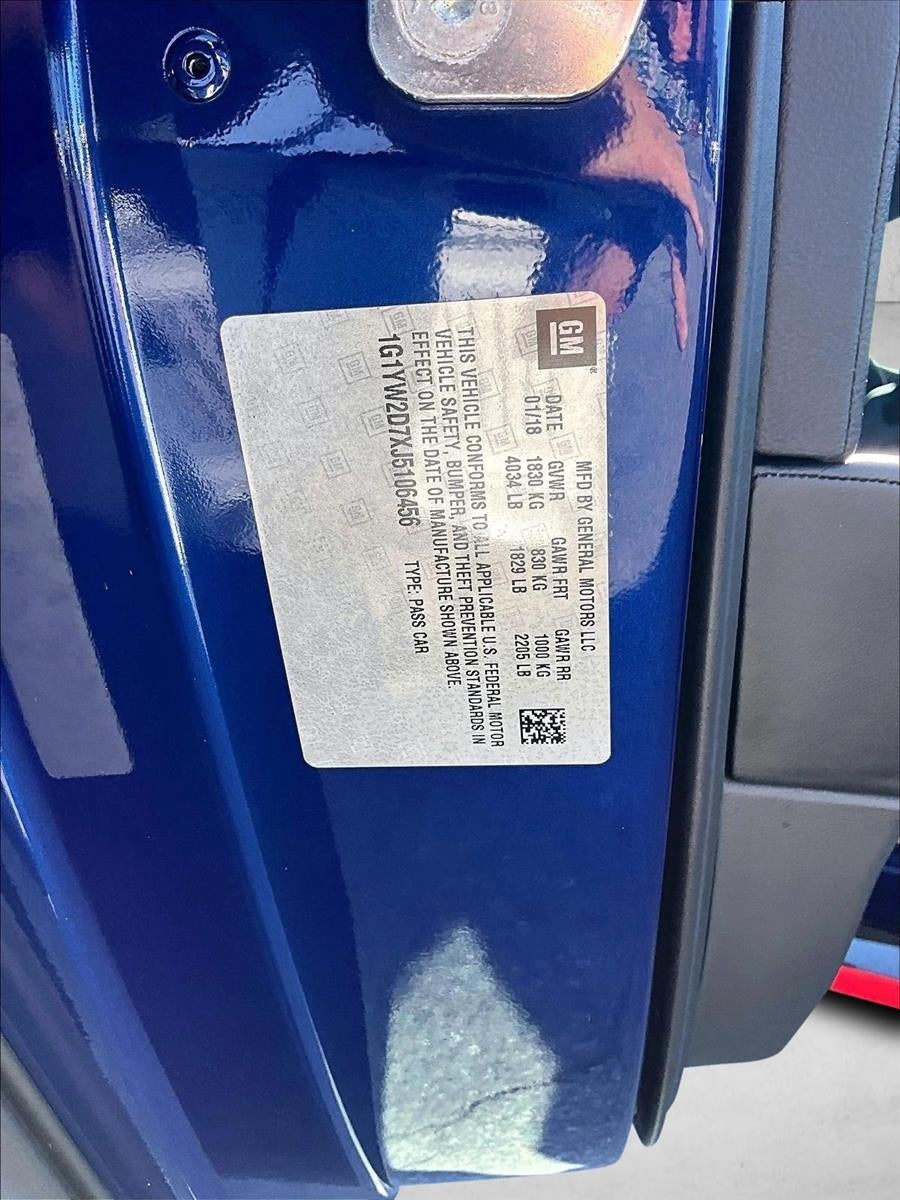 GM
MFD BY GENERAL MOTORS LLC
DATE GVWR GAWR FRT GAWR RR
01/18 1830 KG 830 KG 1000 KG
4034 LB 1829 LB 2205 LB
THIS VEHICLE CONFORMS TO ALL APPLICABLE U.S. FEDERAL MOTOR
VEHICLE SAFETY, BUMPER, AND THEFT PREVENTION STANDARDS IN
EFFECT ON THE DATE OF MANUFACTURE SHOWN ABOVE.
1G1YW2D7XJ5106456 TYPE: PASS CAR